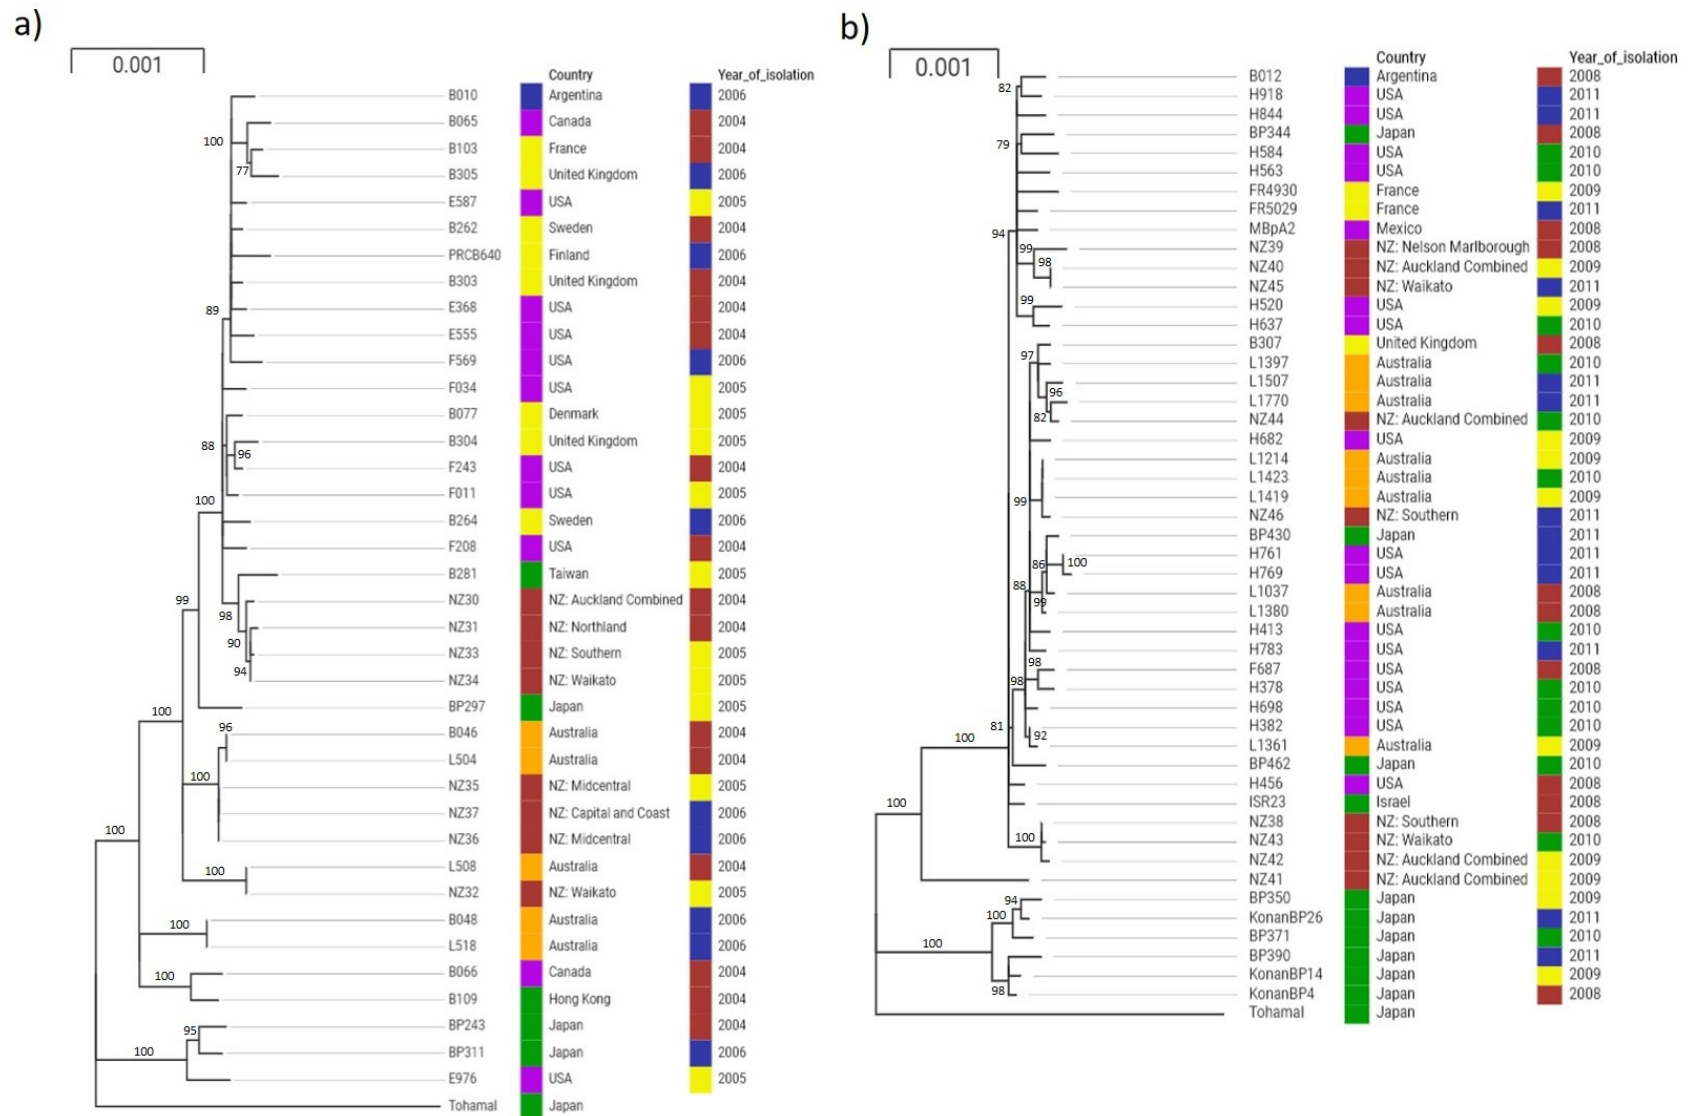 a)
0.001
Country Year_of_isolation
B010 Argentina 2006
B065 Canada 2004
100
B103 France 2004
77
B305 United Kingdom 2006
E587 USA 2005
B262 Sweden 2004
PRCB640 Finland 2006
B303 United Kingdom 2004
E368 USA 2004
89
E555 USA 2004
F569 USA 2006
F034 USA 2005
B077 Denmark 2005
88
B304 United Kingdom 2005
96
F243 USA 2004
F011 USA 2005
100
B264 Sweden 2006
F208 USA 2004
B281 Taiwan 2005
99
NZ30 NZ: Auckland Combined 2004
98
NZ31 NZ: Northland 2004
90
NZ33 NZ: Southern 2005
94
NZ34 NZ: Waikato 2005
BP297 Japan 2005
100
96
B046 Australia 2004
L504 Australia 2004
100
NZ35 NZ: Midcentral 2005
NZ37 NZ: Capital and Coast 2006
100
NZ36 NZ: Midcentral 2006
L508 Australia 2004
100
NZ32 NZ: Waikato 2005
B048 Australia 2006
100
L518 Australia 2006
B066 Canada 2004
100
B109 Hong Kong 2004
BP243 Japan 2004
95
BP311 Japan 2006
100
E976 USA 2005
TohamaI Japan
b)
0.001
Country Year_of_isolation
B012 Argentina 2008
82
H918 USA 2011
H844 USA 2011
BP344 Japan 2008
79
H584 USA 2010
H563 USA 2010
FR4930 France 2009
FR5029 France 2011
MBpA2 Mexico 2008
94
NZ39 NZ: Nelson Marlborough 2008
99
98
NZ40 NZ: Auckland Combined 2009
NZ45 NZ: Waikato 2011
99
H520 USA 2009
H637 USA 2010
B307 United Kingdom 2008
97
L1397 Australia 2010
L1507 Australia 2011
96
L1770 Australia 2011
82
NZ44 NZ: Auckland Combined 2010
H682 USA 2009
L1214 Australia 2009
L1423 Australia 2010
L1419 Australia 2009
99
NZ46 NZ: Southern 2011
BP430 Japan 2011
H761 USA 2011
86 100
H769 USA 2011
88
L1037 Australia 2008
99
L1380 Australia 2008
H413 USA 2010
H783 USA 2011
98
F687 USA 2008
98
H378 USA 2010
H698 USA 2010
81
H382 USA 2010
92
L1361 Australia 2009
100
BP462 Japan 2010
H456 USA 2008
ISR23 Israel 2008
100
NZ38 NZ: Southern 2008
100
NZ43 NZ: Waikato 2010
NZ42 NZ: Auckland Combined 2009
NZ41 NZ: Auckland Combined 2009
94
BP350 Japan 2009
100
KonanBP26 Japan 2011
BP371 Japan 2010
100
BP390 Japan 2011
KonanBP14 Japan 2009
98
KonanBP4 Japan 2008
TohamaI Japan